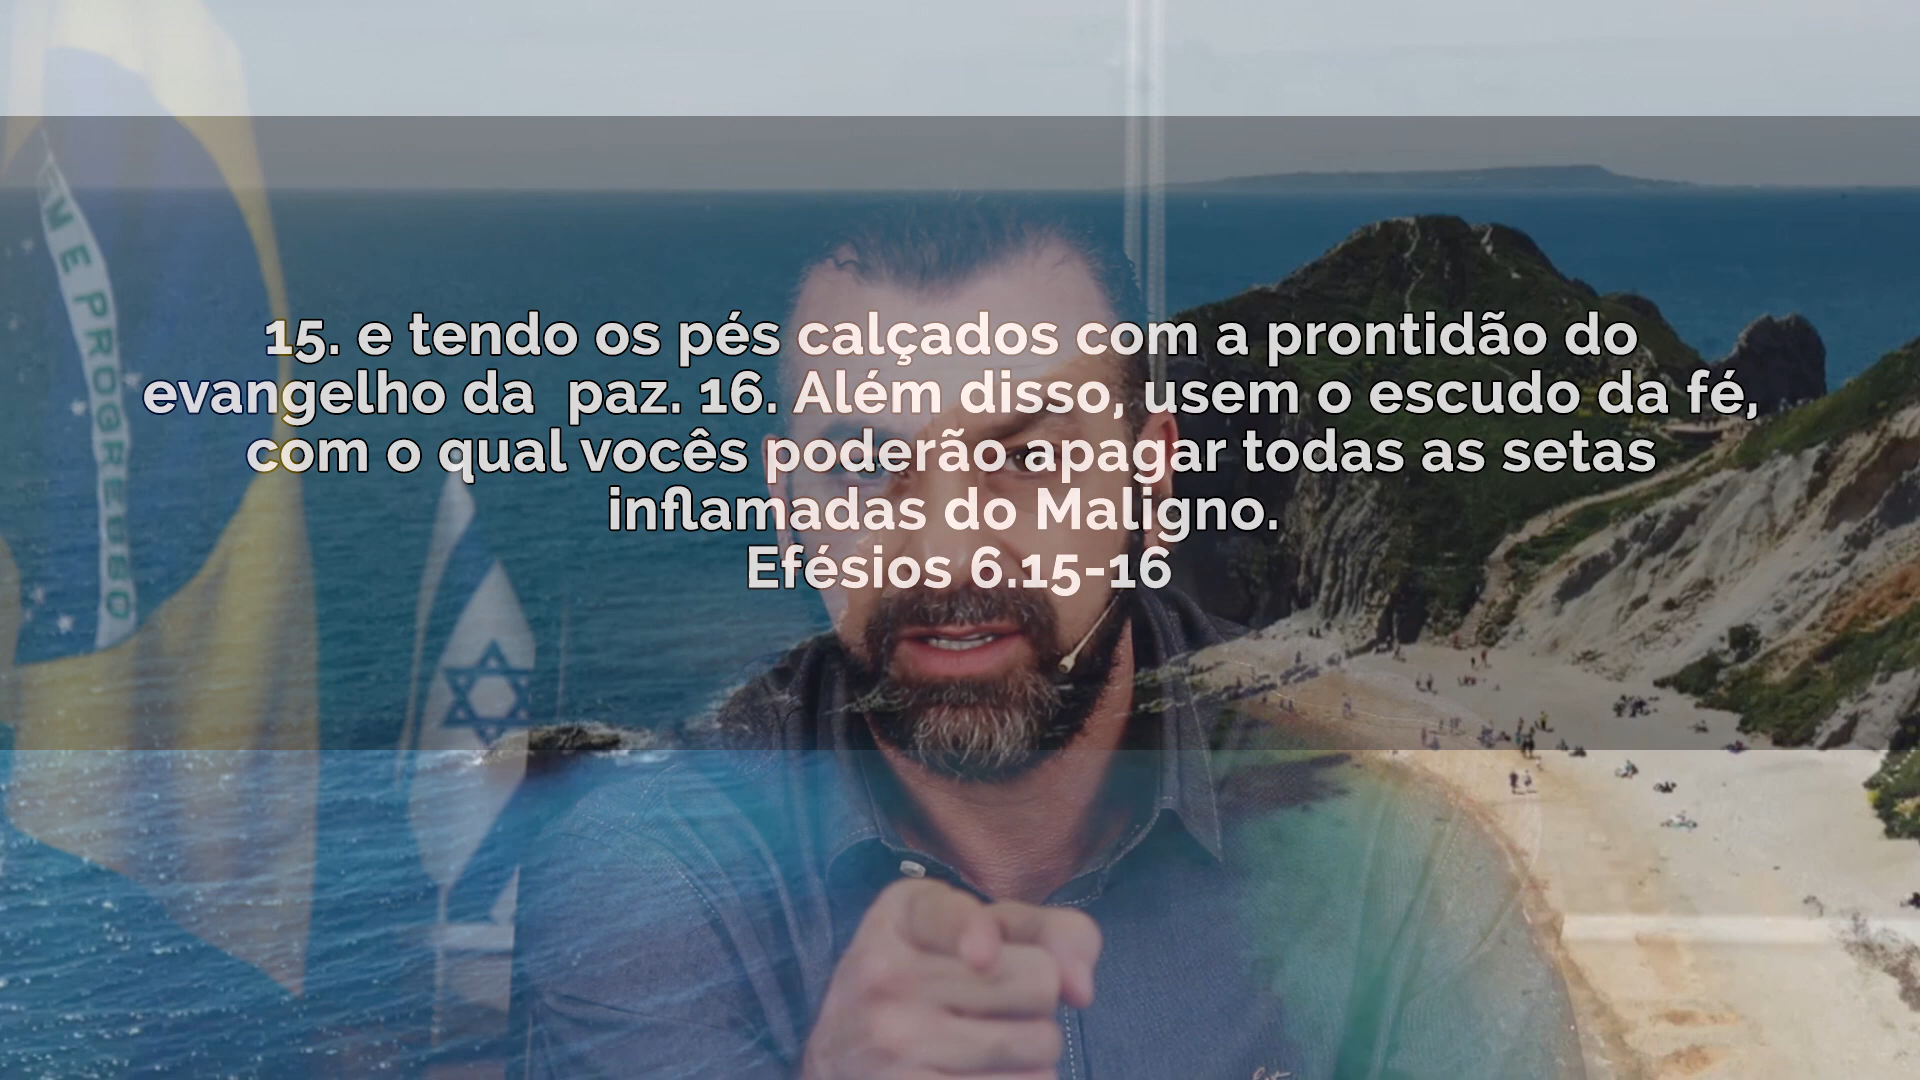 15. e tendo os pés calçados com a prontidão do
evangelho da  paz. 16. Além disso, usem o escudo da fé,
com o qual vocês poderão apagar todas as setas
inflamadas do Maligno.
Efésios 6.15-16
M E PROGRESSO